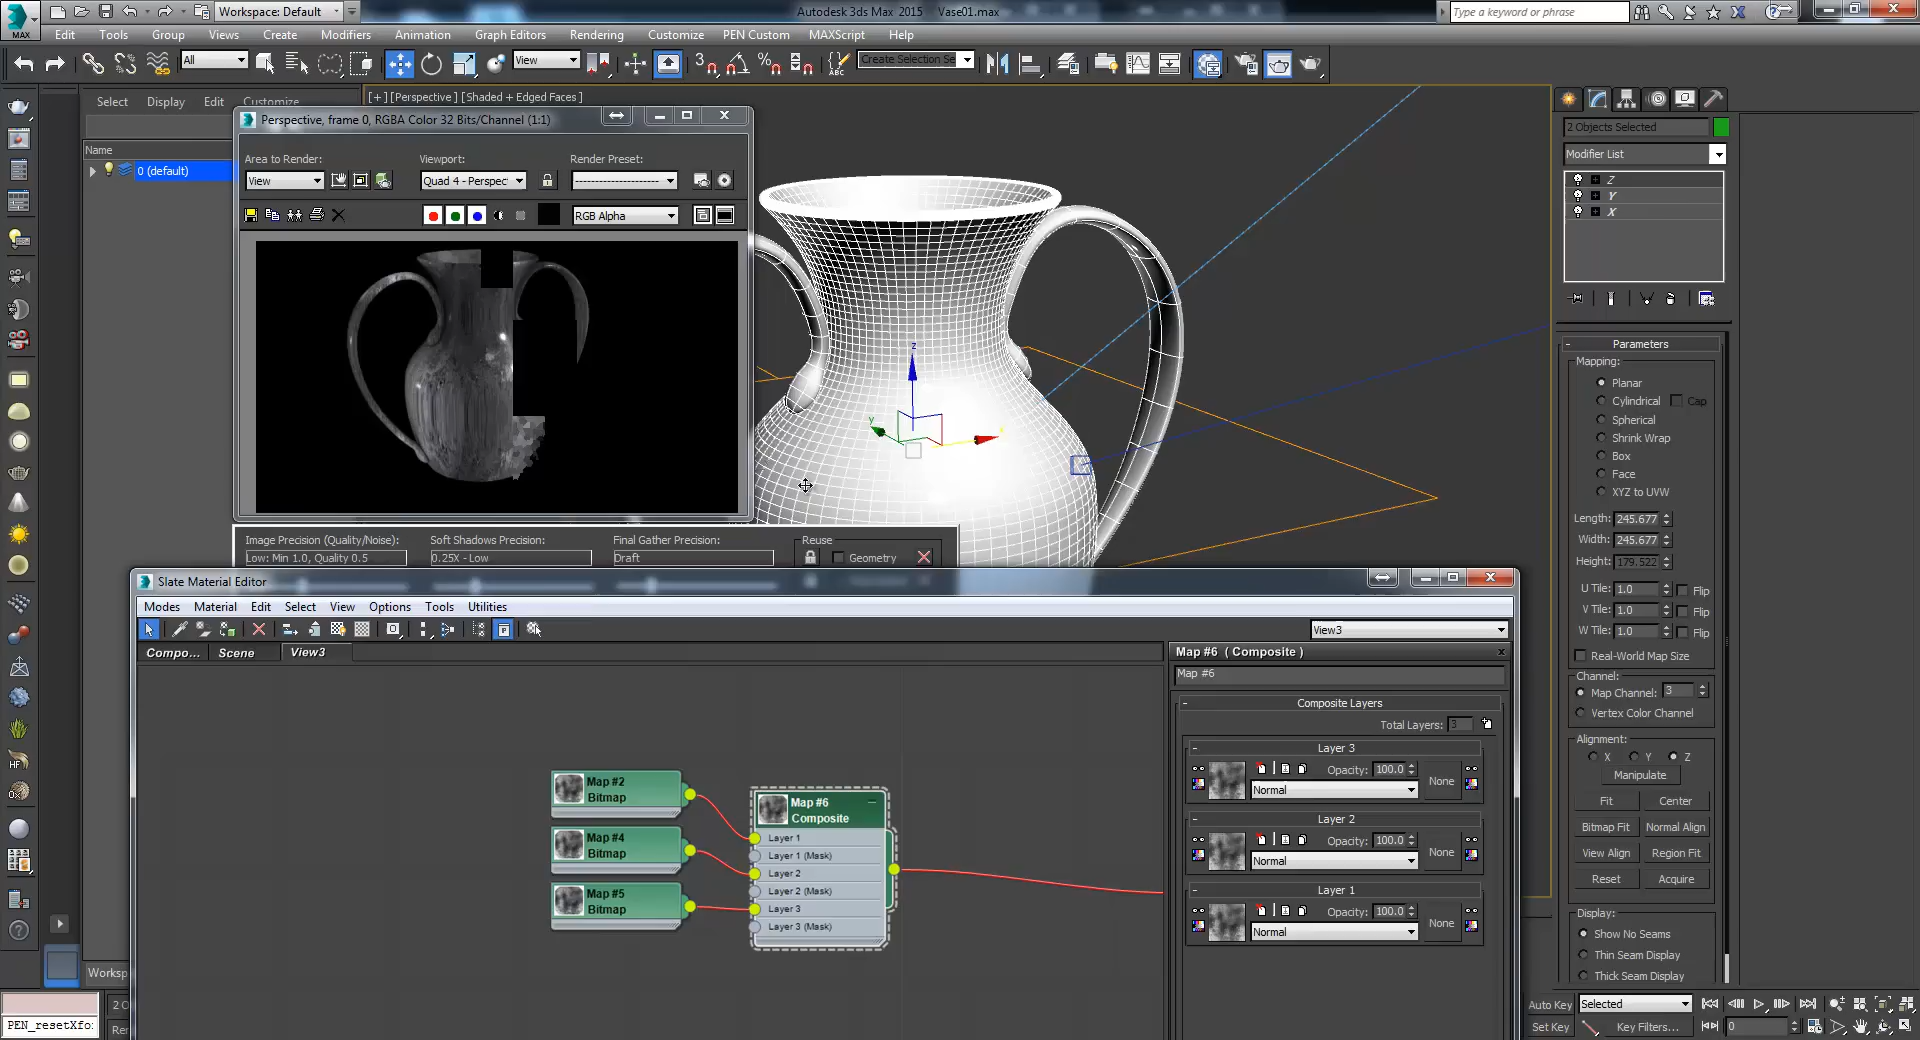 Workspace: Default
Autodesk 3ds Max 2015 Vase01.max
Type a keyword or phrase
MAX
Edit Tools Group Views Create Modifiers Animation Graph Editors Rendering Customize PEN Custom MAXScript Help
All
View
Create Selection Se
Select Display Edit Customize
[+] [Perspective] [Shaded + Edged Faces]
Name
0 (default)
Perspective, frame 0, RGBA Color 32 Bits/Channel (1:1)
Area to Render: Viewport: Render Preset:
View
Quad 4 - Perspect
RGB Alpha
Image Precision (Quality/Noise): Soft Shadows Precision: Final Gather Precision: Reuse
Low: Min 1.0, Quality 0.5
0.25X - Low
Draft
Geometry
Slate Material Editor
Modes Material Edit Select View Options Tools Utilities
View3
Compo... Scene View3
Map #2
Bitmap
Map #4
Bitmap
Map #5
Bitmap
Map #6
Composite
Layer 1
Layer 1 (Mask)
Layer 2
Layer 2 (Mask)
Layer 3
Layer 3 (Mask)
Map #6 ( Composite )
Map #6
Composite Layers
Total Layers: 3
Layer 3
Opacity: 100.0
None
Normal
Layer 2
Opacity: 100.0
None
Normal
Layer 1
Opacity: 100.0
None
Normal
2 Objects Selected
Modifier List
Z
Y
X
Parameters
Mapping:
Planar
Cylindrical Cap
Spherical
Shrink Wrap
Box
Face
XYZ to UVW
Length: 245.677
Width: 245.677
Height: 179.522
U Tile: 1.0 Flip
V Tile: 1.0 Flip
W Tile: 1.0 Flip
Real-World Map Size
Channel:
Map Channel: 3
Vertex Color Channel
Alignment:
X Y Z
Manipulate
Fit Center
Bitmap Fit Normal Align
View Align Region Fit
Reset Acquire
Display:
Show No Seams
Thin Seam Display
Thick Seam Display
Worksp
PEN_resetXfo:
2 O
Ren
Auto Key Selected
Set Key Key Filters... 0
z
y
HF